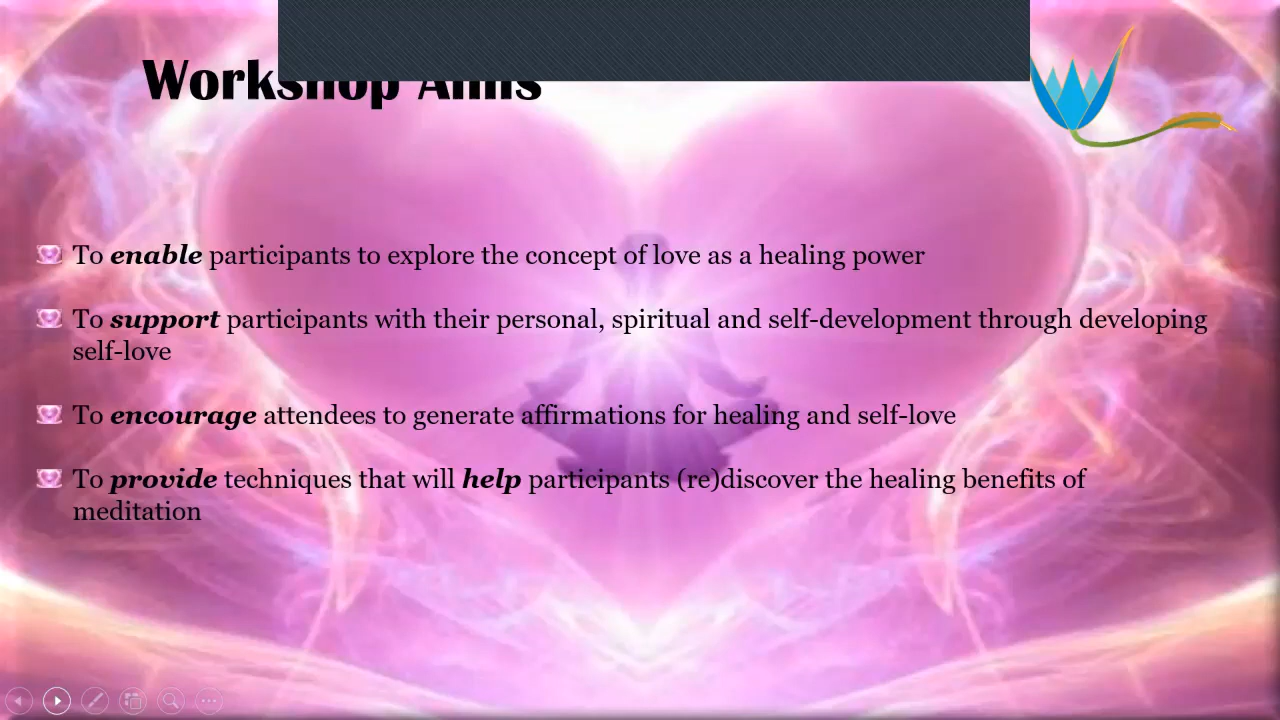 Workshop Aims
To enable participants to explore the concept of love as a healing power
To support participants with their personal, spiritual and self-development through developing
self-love
To encourage attendees to generate affirmations for healing and self-love
To provide techniques that will help participants (re)discover the healing benefits of
meditation